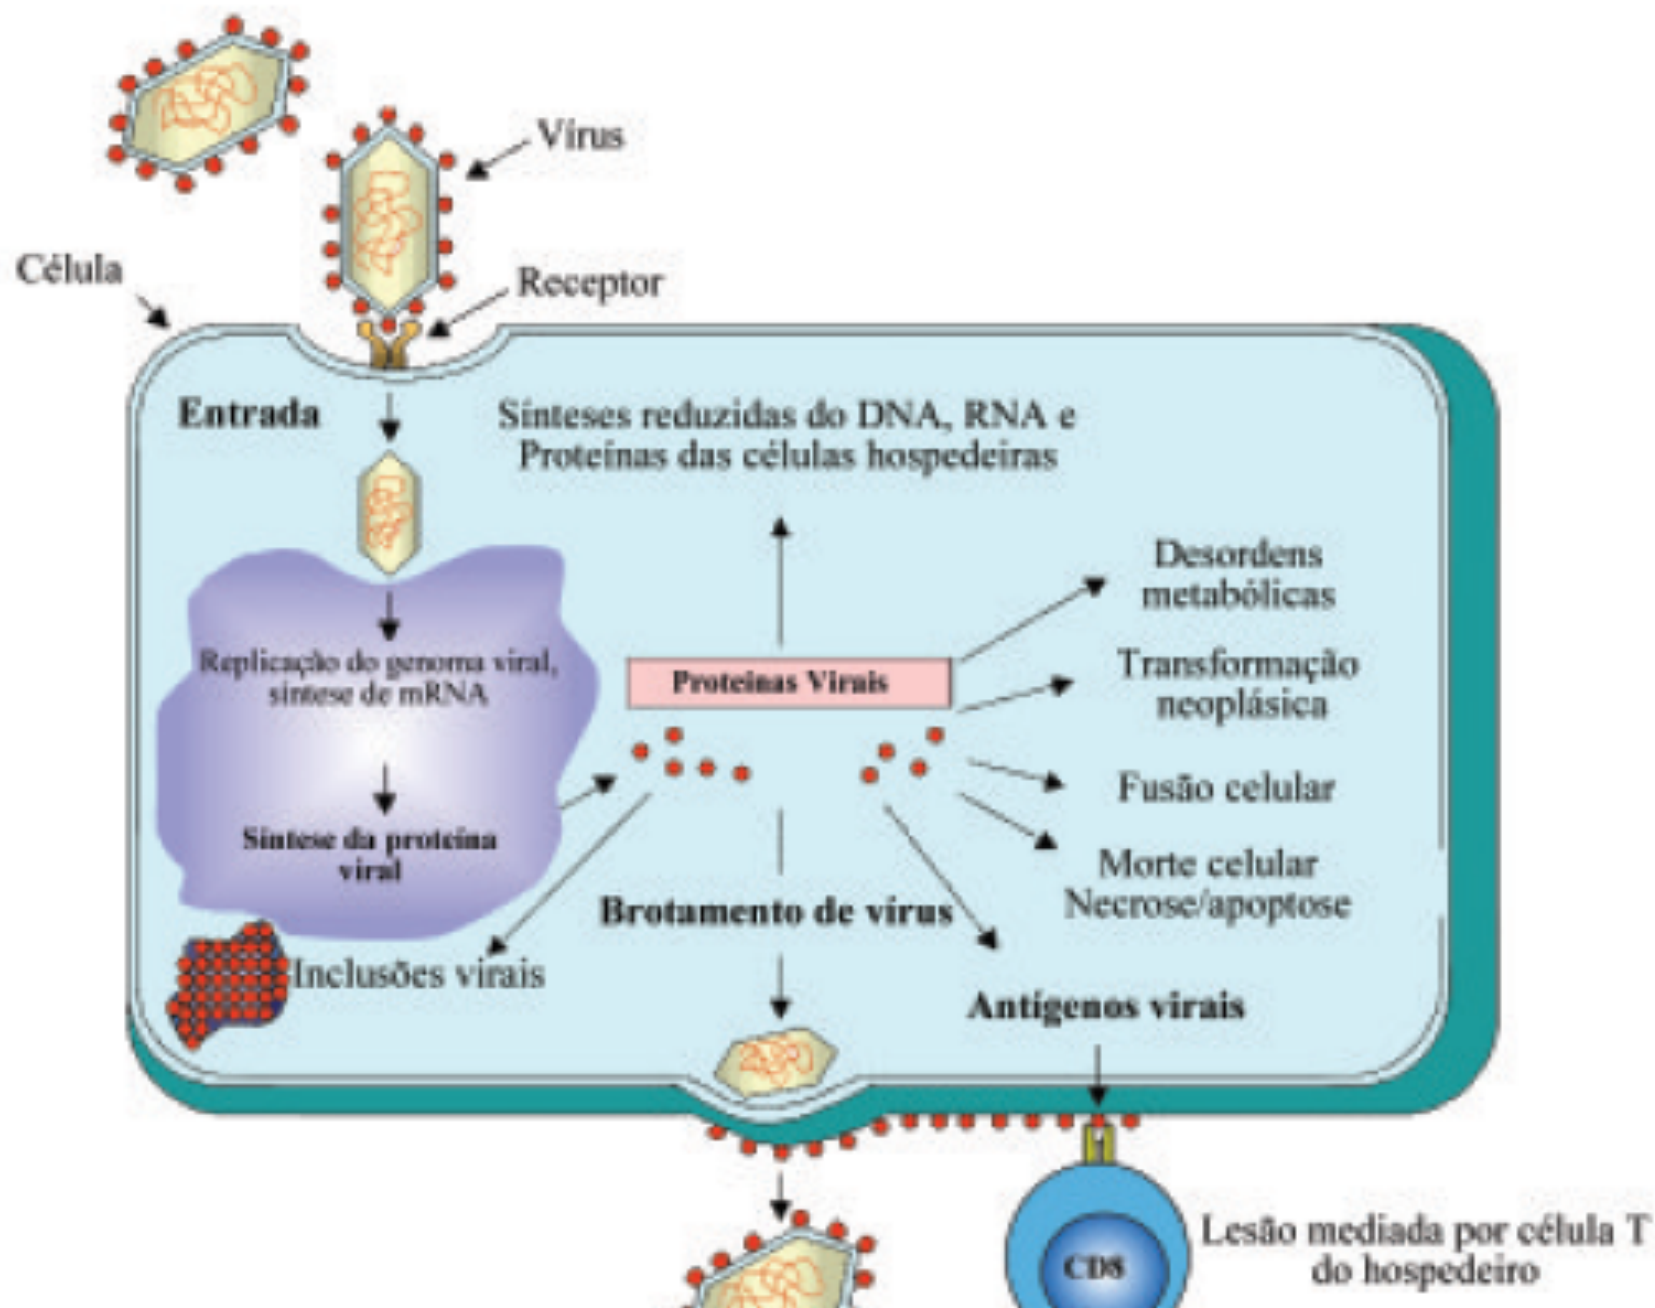 Vírus
Célula
Receptor
Entrada
Sínteses reduzidas do DNA, RNA e
Proteínas das células hospedeiras
Desordens
metabólicas
Replicação do genoma viral,
síntese de mRNA
Proteínas Virais
Transformação
neoplásica
Fusão celular
Síntese da proteína
viral
Morte celular
Necrose/apoptose
Brotamento de vírus
Inclusões virais
Antígenos virais
CD8
Lesão mediada por célula T
do hospedeiro